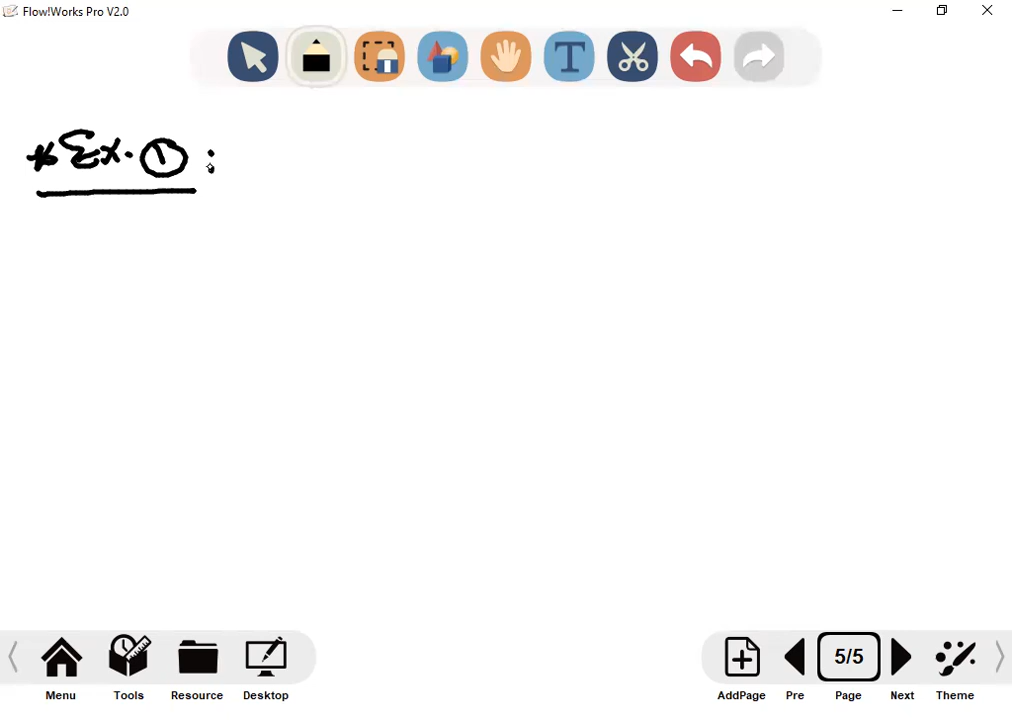 Flow!Works Pro V2.0
* Ex. ① :
Menu
Tools
Resource
Desktop
AddPage
Pre
5/5
Page
Next
Theme